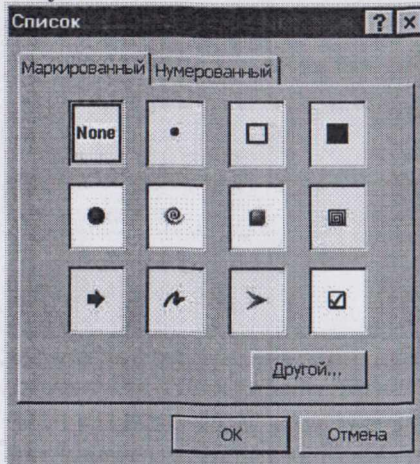 Список
Маркированный Нумерованный
None
Другой...
OK Отмена